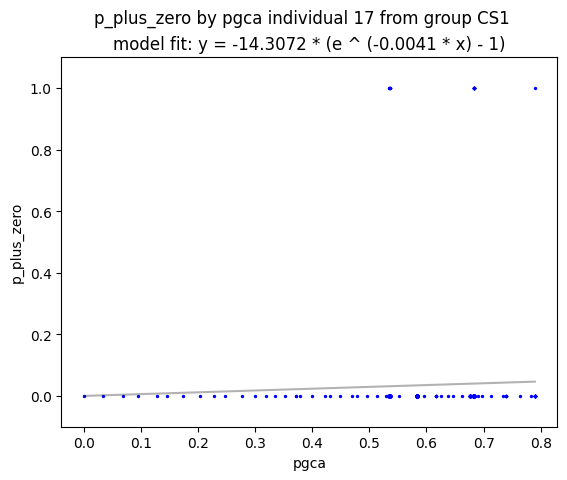 p_plus_zero by pgca individual 17 from group CS1
model fit: y = -14.3072 * (e ^ (-0.0041 * x) - 1)
1.0
0.8
0.6
0.4
0.2
0.0
p_plus_zero
0.0 0.1 0.2 0.3 0.4 0.5 0.6 0.7 0.8
pgca